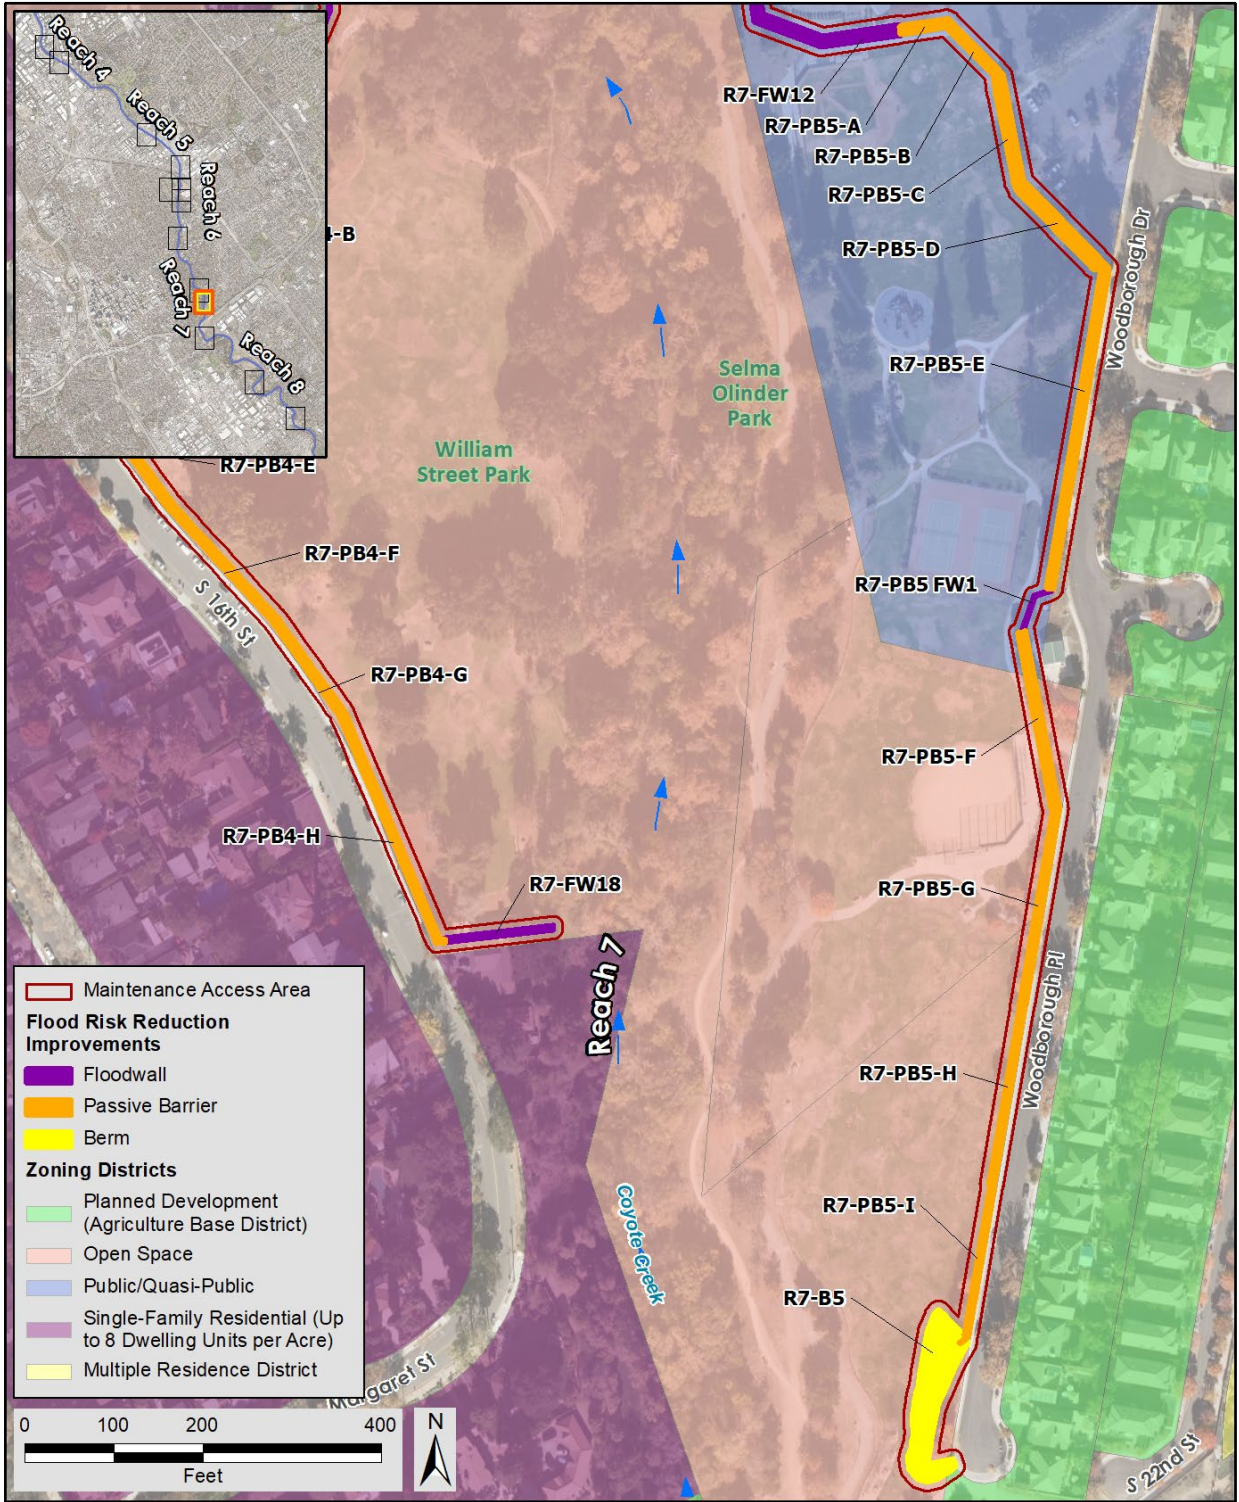 Reach 4
Reach 5
Reach 6
Reach 7
Reach 8
4-B
R7-FW12
R7-PB5-A
R7-PB5-B
R7-PB5-C
R7-PB5-D
Woodborough Dr
R7-PB5-E
Selma
Olinder
Park
William
Street Park
R7-PB4-E
R7-PB4-F
S 16th St
R7-PB5 FW1
R7-PB4-G
R7-PB5-F
R7-PB4-H
R7-FW18
R7-PB5-G
Reach 7
Woodborough Pl
R7-PB5-H
R7-PB5-I
Coyote Creek
R7-B5
Margaret St
S 22nd St
Maintenance Access Area
Flood Risk Reduction
Improvements
Floodwall
Passive Barrier
Berm
Zoning Districts
Planned Development
(Agriculture Base District)
Open Space
Public/Quasi-Public
Single-Family Residential (Up
to 8 Dwelling Units per Acre)
Multiple Residence District
0 100 200 400
Feet
N